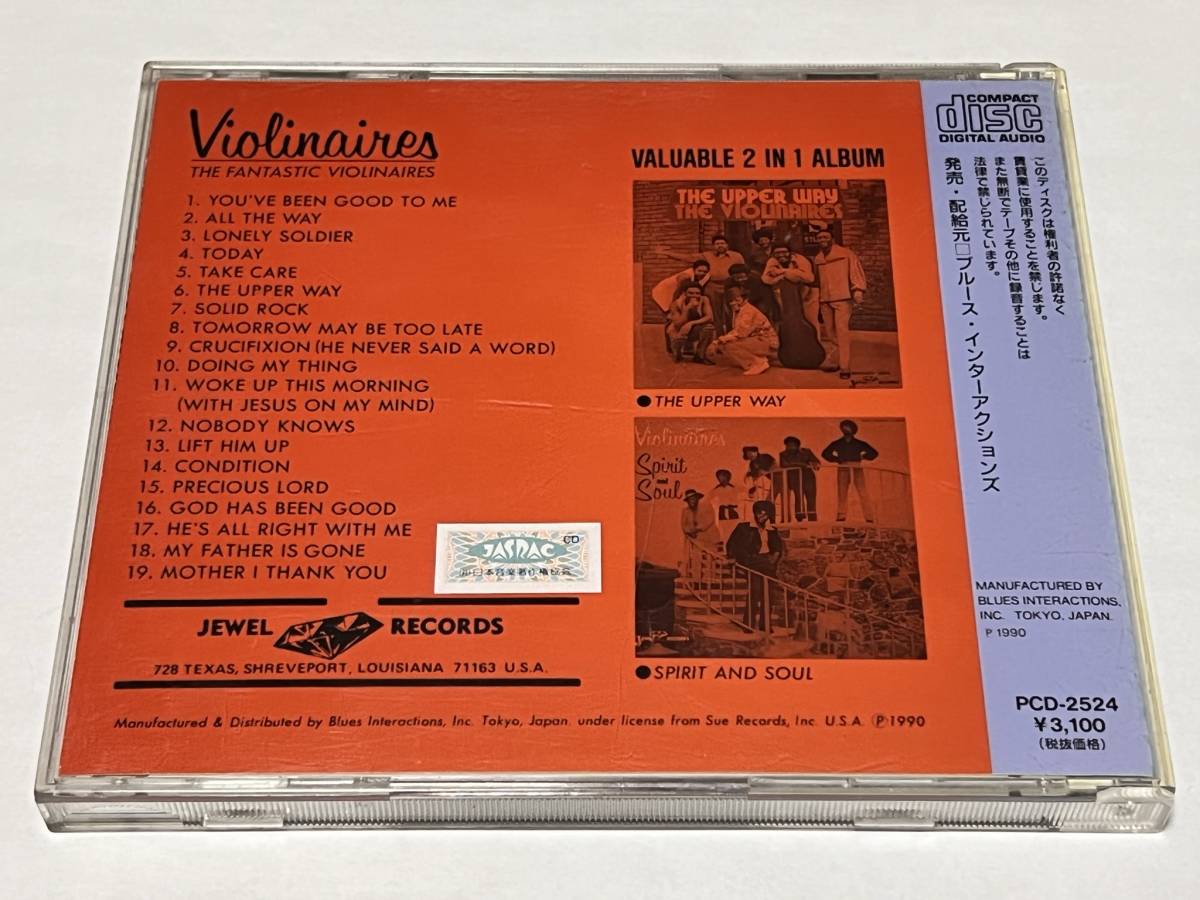 Violinaires
THE FANTASTIC VIOLINAIRES
1. YOU'VE BEEN GOOD TO ME
2. ALL THE WAY
3. LONELY SOLDIER
4. TODAY
5. TAKE CARE
6. THE UPPER WAY
7. SOLID ROCK
8. TOMORROW MAY BE TOO LATE
9. CRUCIFIXION (HE NEVER SAID A WORD)
10. DOING MY THING
11. WOKE UP THIS MORNING
(WITH JESUS ON MY MIND)
12. NOBODY KNOWS
13. LIFT HIM UP
14. CONDITION
15. PRECIOUS LORD
16. GOD HAS BEEN GOOD
17. HE'S ALL RIGHT WITH ME
18. MY FATHER IS GONE
19. MOTHER I THANK YOU
JASRAC
CD
JEWEL RECORDS
728 TEXAS, SHREVEPORT, LOUISIANA 71163 U.S.A.
Manufactured & Distributed by Blues Interactions, Inc. Tokyo, Japan. under license from Sue Records, Inc. U.S.A. Ⓟ1990
VALUABLE 2 IN 1 ALBUM
THE UPPER WAY
THE VIOLINAIRES
●THE UPPER WAY
Violinaires
Spirit
and
Soul
●SPIRIT AND SOUL
COMPACT
disc
DIGITAL AUDIO
このディスクは権利者の許諾なく
賃貸業に使用することを禁じます。
また無断でテープその他に録音することは
法律で禁じられています。
発売・配給元□ブルース・インターアクションズ
MANUFACTURED BY
BLUES INTERACTIONS,
INC. TOKYO, JAPAN.
P 1990
PCD-2524
¥3,100
(税抜価格)